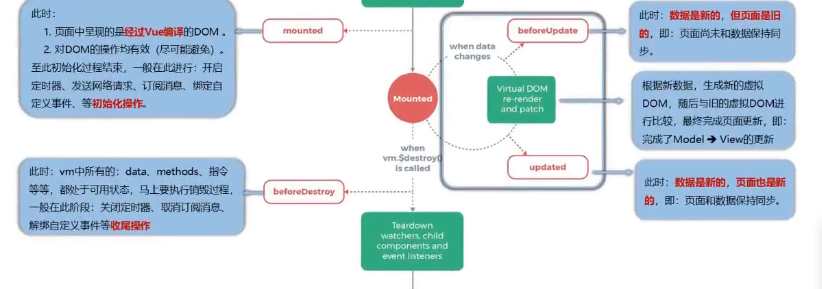 此时:
1. 页面中呈现的是经过Vue编译的DOM 。
2. 对DOM的操作均有效（尽可能避免）。
至此初始化过程结束，一般在此进行：开启
定时器、发送网络请求、订阅消息、绑定自
定义事件、等初始化操作。
mounted
when data
changes
beforeUpdate
此时：数据是新的，但页面是旧
的，即：页面尚未和数据保持同
步。
Mounted
Virtual DOM
re-render
and patch
根据新数据，生成新的虚拟
DOM，随后与旧的虚拟DOM进
行比较，最终完成页面更新，即：
完成了Model ➔ View的更新
when
vm.$destroy()
is called
updated
此时：数据是新的，页面也是新
的，即：页面和数据保持同步。
此时：vm中所有的：data、methods、指令
等等，都处于可用状态，马上要执行销毁过程，
一般在此阶段：关闭定时器、取消订阅消息、
解绑自定义事件等收尾操作
beforeDestroy
Teardown
watchers, child
components and
event listeners